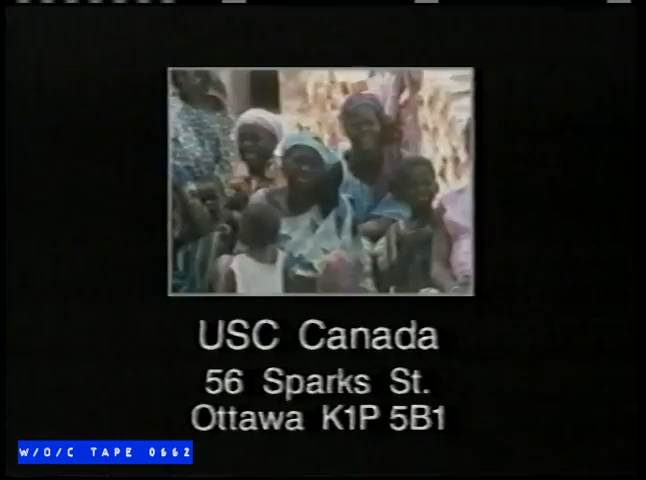 USC Canada
56 Sparks St.
Ottawa K1P 5B1
W/O/C TAPE 0662